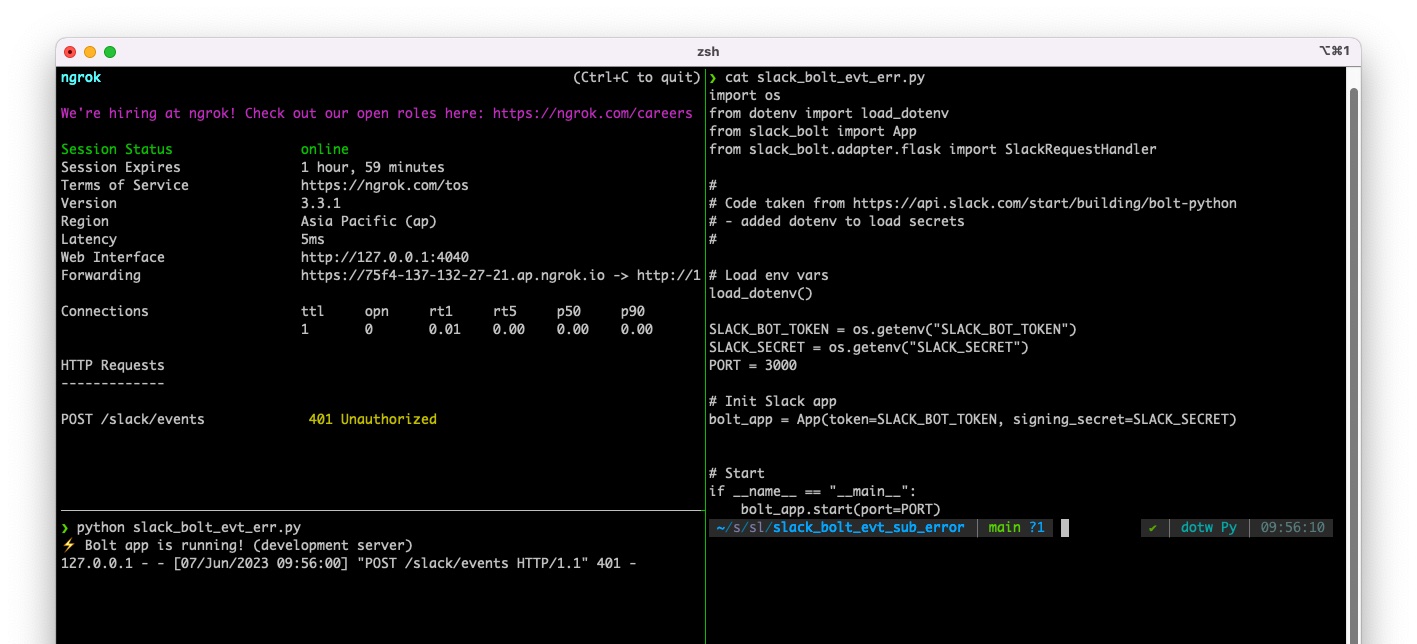 zsh
⌥⌘1
ngrok (Ctrl+C to quit)
We're hiring at ngrok! Check out our open roles here: https://ngrok.com/careers
Session Status online
Session Expires 1 hour, 59 minutes
Terms of Service https://ngrok.com/tos
Version 3.3.1
Region Asia Pacific (ap)
Latency 5ms
Web Interface http://127.0.0.1:4040
Forwarding https://75f4-137-132-27-21.ap.ngrok.io -> http://1
Connections ttl opn rt1 rt5 p50 p90
1 0 0.01 0.00 0.00 0.00
HTTP Requests
-------------
POST /slack/events 401 Unauthorized
❯ python slack_bolt_evt_err.py
⚡ Bolt app is running! (development server)
127.0.0.1 - - [07/Jun/2023 09:56:00] "POST /slack/events HTTP/1.1" 401 -
❯ cat slack_bolt_evt_err.py
import os
from dotenv import load_dotenv
from slack_bolt import App
from slack_bolt.adapter.flask import SlackRequestHandler
#
# Code taken from https://api.slack.com/start/building/bolt-python
# - added dotenv to load secrets
#
# Load env vars
load_dotenv()
SLACK_BOT_TOKEN = os.getenv("SLACK_BOT_TOKEN")
SLACK_SECRET = os.getenv("SLACK_SECRET")
PORT = 3000
# Init Slack app
bolt_app = App(token=SLACK_BOT_TOKEN, signing_secret=SLACK_SECRET)
# Start
if __name__ == "__main__":
    bolt_app.start(port=PORT)
~/s/sl/slack_bolt_evt_sub_error main ?1 ✔ dotw Py 09:56:10